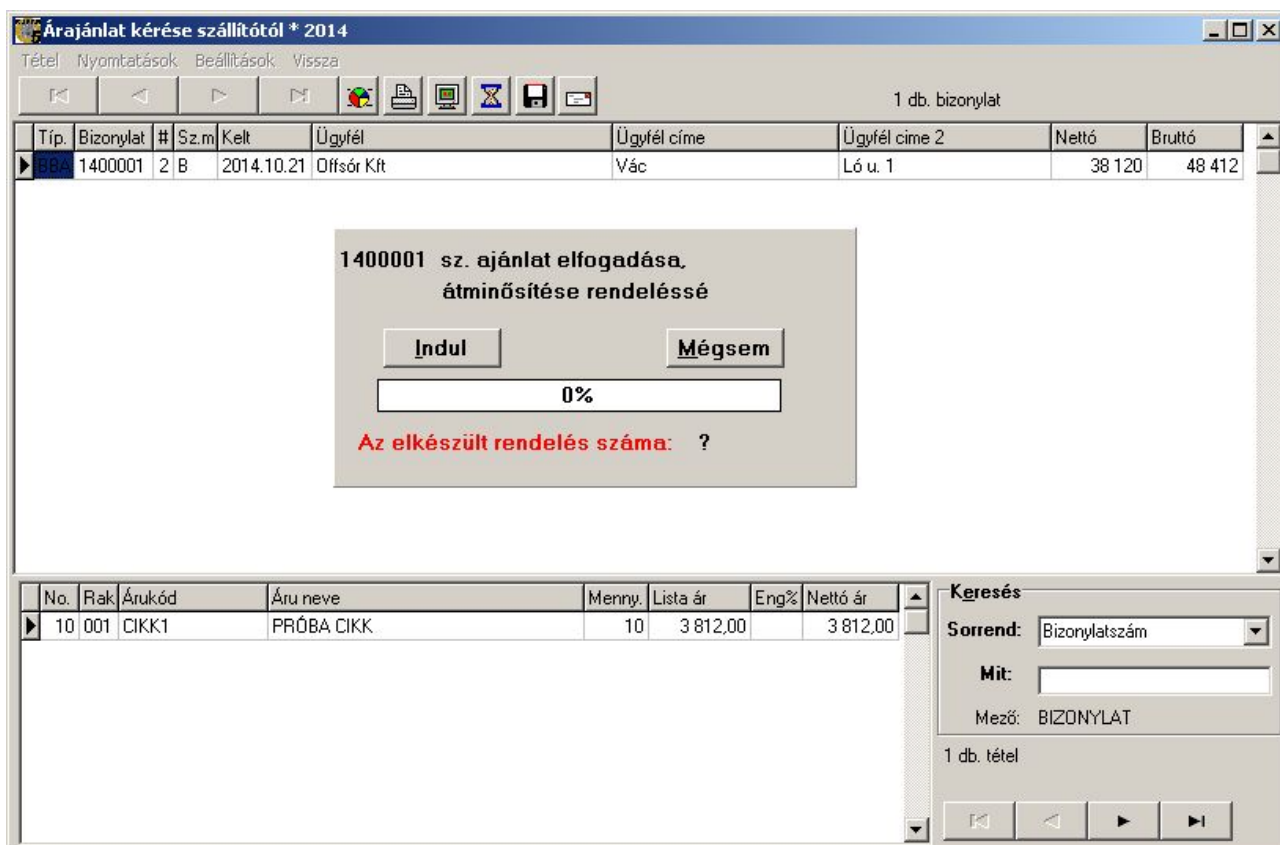 Árajánlat kérése szállítótól * 2014
Tétel Nyomtatások Beállítások Vissza
1 db. bizonylat
Típ. Bizonylat # Sz.m Kelt Ügyfél Ügyfél címe Ügyfél cime 2 Nettó Bruttó
BBA 1400001 2 B 2014.10.21 Offsór Kft Vác Ló u. 1 38 120 48 412
1400001 sz. ajánlat elfogadása,
átminősítése rendeléssé
Indul Mégsem
0%
Az elkészült rendelés száma: ?
No. Rak Árukód Áru neve Menny. Lista ár Eng% Nettó ár
10 001 CIKK1 PRÓBA CIKK 10 3 812,00 3 812,00
Keresés
Sorrend: Bizonylatszám
Mit:
Mező: BIZONYLAT
1 db. tétel